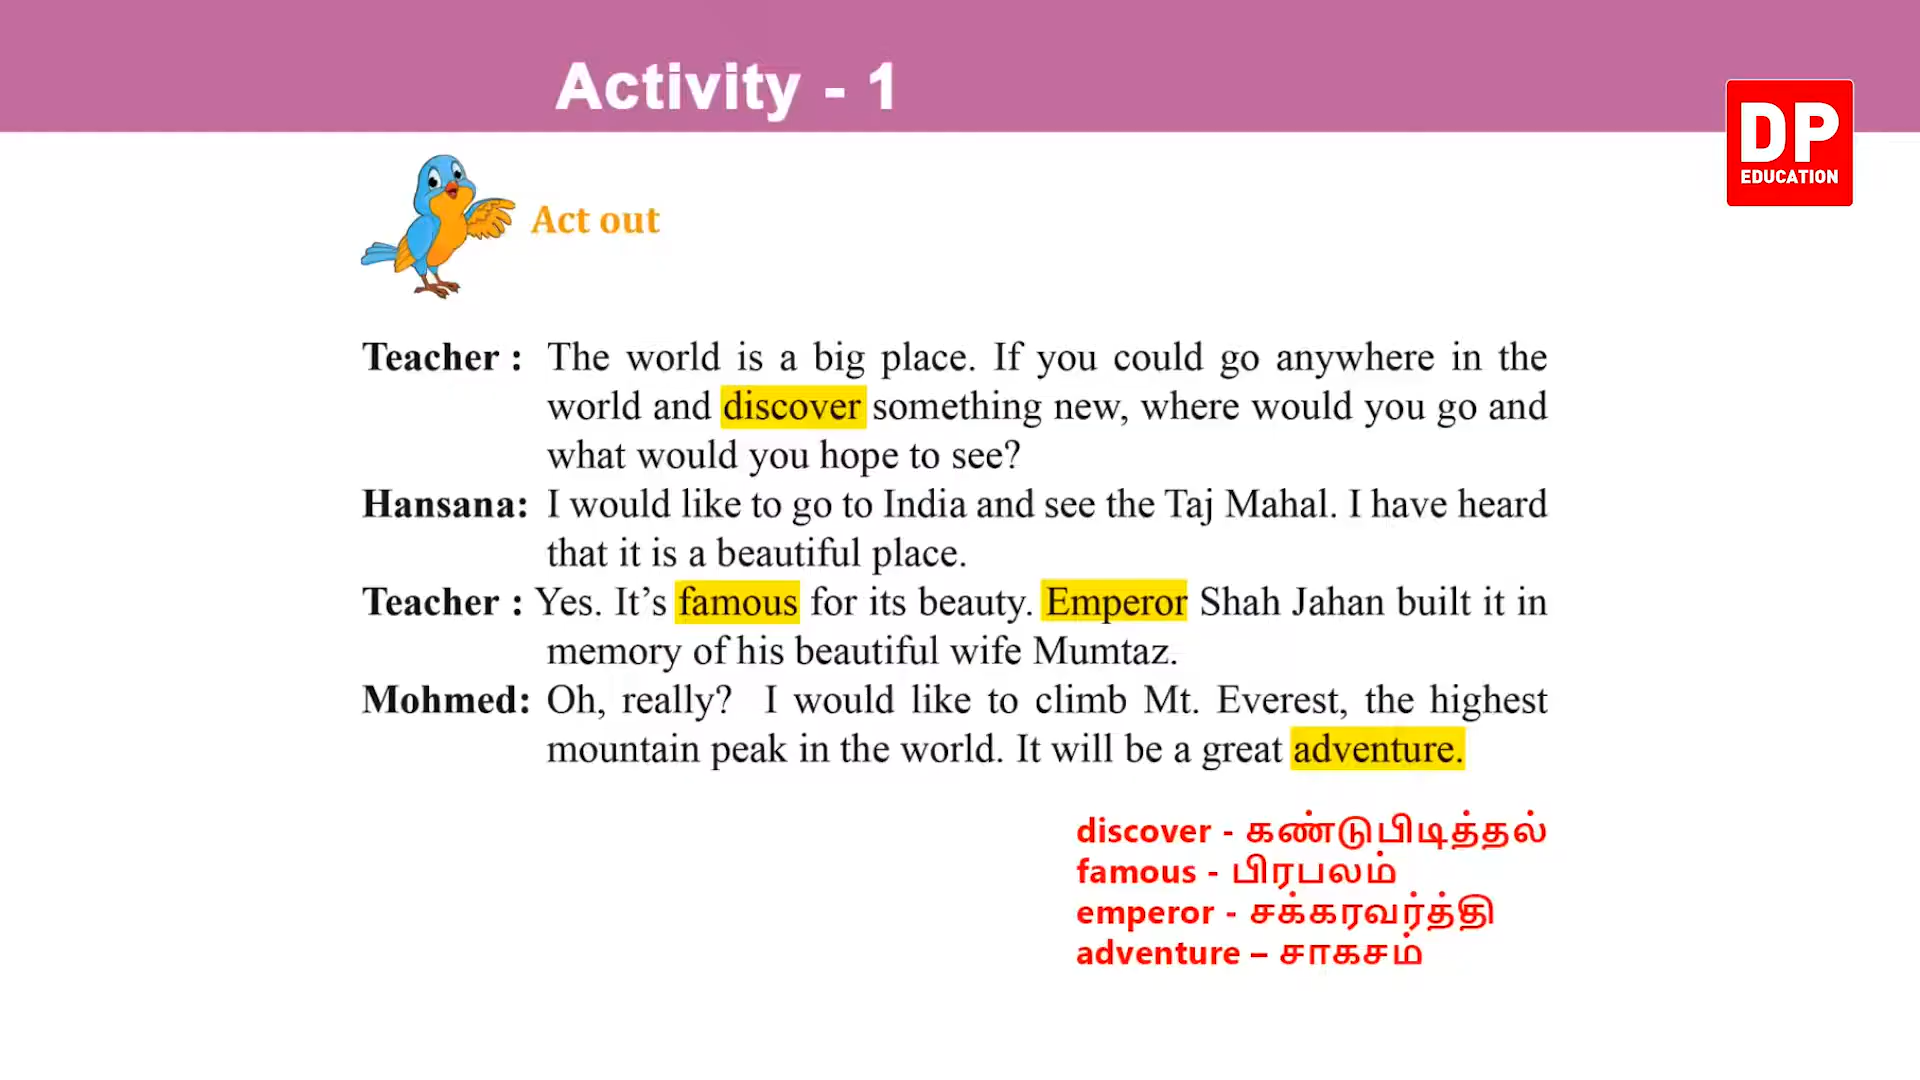 Activity - 1
DP
EDUCATION
Act out
Teacher : The world is a big place. If you could go anywhere in the
world and discover something new, where would you go and
what would you hope to see?
Hansana: I would like to go to India and see the Taj Mahal. I have heard
that it is a beautiful place.
Teacher : Yes. It’s famous for its beauty. Emperor Shah Jahan built it in
memory of his beautiful wife Mumtaz.
Mohmed: Oh, really? I would like to climb Mt. Everest, the highest
mountain peak in the world. It will be a great adventure.
discover - கண்டுபிடித்தல்
famous - பிரபலம்
emperor - சக்கரவர்த்தி
adventure – சாகசம்